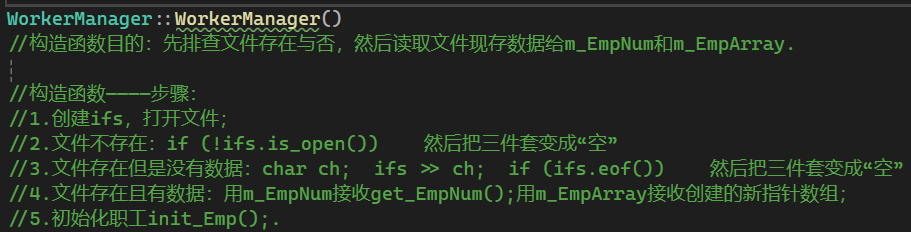 WorkerManager::WorkerManager()
//构造函数目的：先排查文件存在与否，然后读取文件现存数据给m_EmpNum和m_EmpArray.
//构造函数————步骤：
//1.创建ifs，打开文件；
//2.文件不存在：if (!ifs.is_open())    然后把三件套变成“空”
//3.文件存在但是没有数据：char ch;  ifs >> ch;  if (ifs.eof())    然后把三件套变成“空”
//4.文件存在且有数据：用m_EmpNum接收get_EmpNum();用m_EmpArray接收创建的新指针数组；
//5.初始化职工init_Emp();.